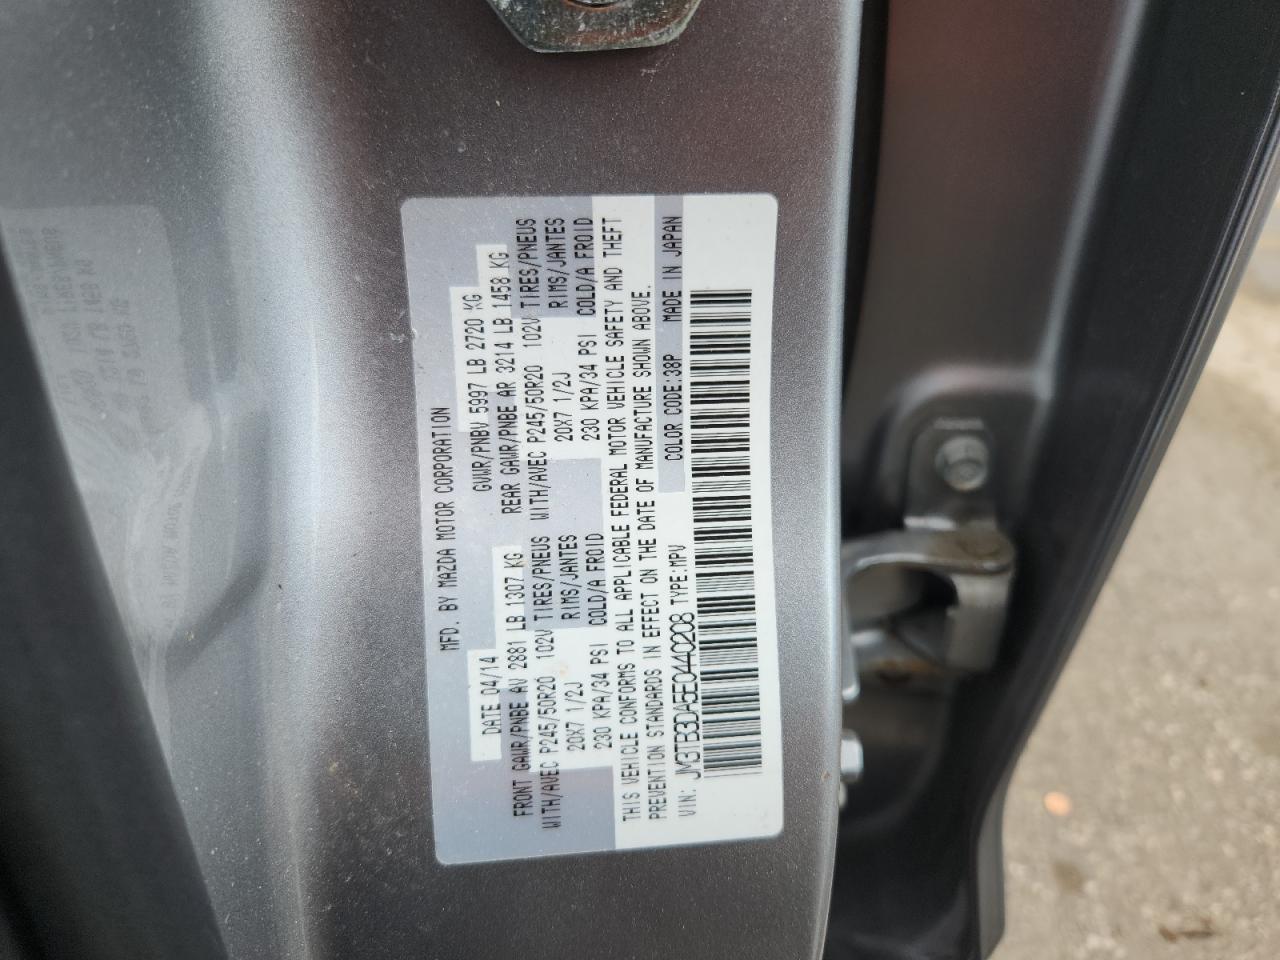 MFD. BY MAZDA MOTOR CORPORATION
DATE 04/14 GVWR/PNBV 5997 LB 2720 KG
FRONT GAWR/PNBE AV 2881 LB 1307 KG REAR GAWR/PNBE AR 3214 LB 1458 KG
WITH/AVEC P245/50R20 102V TIRES/PNEUS WITH/AVEC P245/50R20 102V TIRES/PNEUS
20X7 1/2J RIMS/JANTES 20X7 1/2J RIMS/JANTES
230 KPA/34 PSI COLD/A FROID 230 KPA/34 PSI COLD/A FROID
THIS VEHICLE CONFORMS TO ALL APPLICABLE FEDERAL MOTOR VEHICLE SAFETY AND THEFT
PREVENTION STANDARDS IN EFFECT ON THE DATE OF MANUFACTURE SHOWN ABOVE.
VIN: JM3TB3DA5E0440208 TYPE:MPV COLOR CODE:38P MADE IN JAPAN